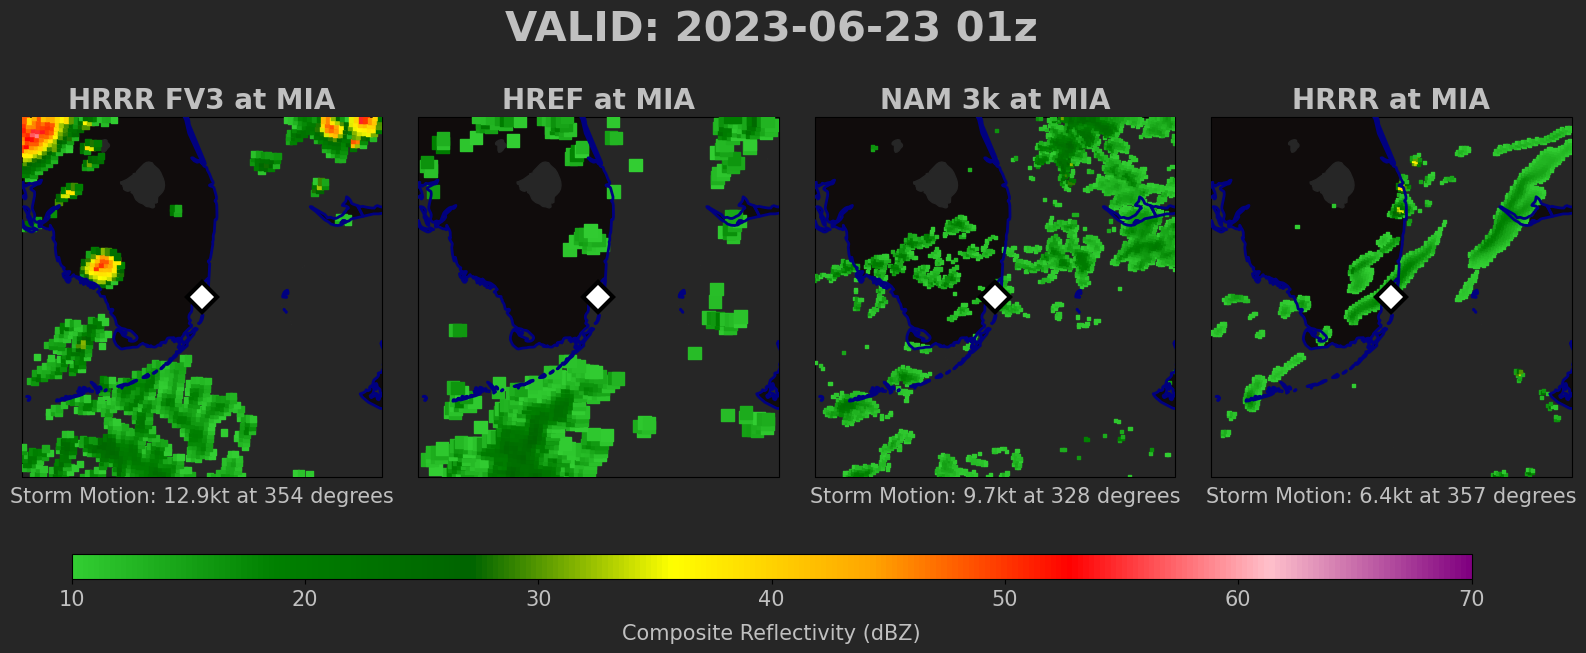 VALID: 2023-06-23 01z
HRRR FV3 at MIA
HREF at MIA
NAM 3k at MIA
HRRR at MIA
Storm Motion: 12.9kt at 354 degrees
Storm Motion: 9.7kt at 328 degrees
Storm Motion: 6.4kt at 357 degrees
10 20 30 40 50 60 70
Composite Reflectivity (dBZ)